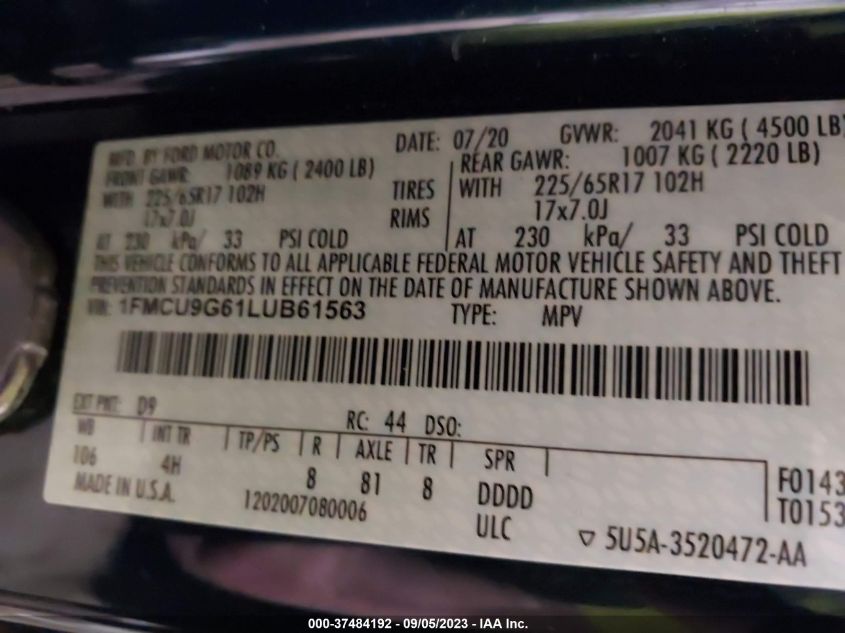 MFD. BY FORD MOTOR CO. DATE: 07/20 GVWR: 2041 KG ( 4500 LB)
FRONT GAWR: 1089 KG ( 2400 LB) REAR GAWR: 1007 KG ( 2220 LB)
WITH 225/65R17 102H TIRES WITH 225/65R17 102H
17x7.0J RIMS 17x7.0J
AT 230 kPa/ 33 PSI COLD AT 230 kPa/ 33 PSI COLD
THIS VEHICLE CONFORMS TO ALL APPLICABLE FEDERAL MOTOR VEHICLE SAFETY AND THEFT
PREVENTION STANDARDS IN EFFECT ON THE DATE OF MANUFACTURE SHOWN ABOVE.
VIN: 1FMCU9G61LUB61563 TYPE: MPV
EXT PNT: D9 RC: 44 DSO:
WB INT TR TP/PS R AXLE TR SPR
106 4H 8 81 8 DDDD F0143
MADE IN U.S.A. 1202007080006 ULC T0153
▽ 5U5A-3520472-AA
000-37484192 - 09/05/2023 - IAA Inc.